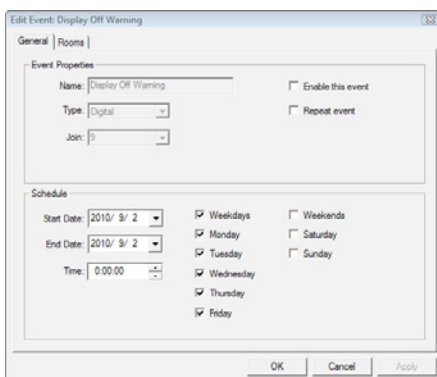 Edit Event: Display Off Warning
General Rooms
Event Properties
Name: Display Off Warning
Enable this event
Type: Digital
Repeat event
Join: 9
Schedule
Start Date: 2010/ 9/ 2
Weekdays
Weekends
End Date: 2010/ 9/ 2
Monday
Saturday
Tuesday
Sunday
Time: 0:00:00
Wednesday
Thursday
Friday
OK Cancel Apply